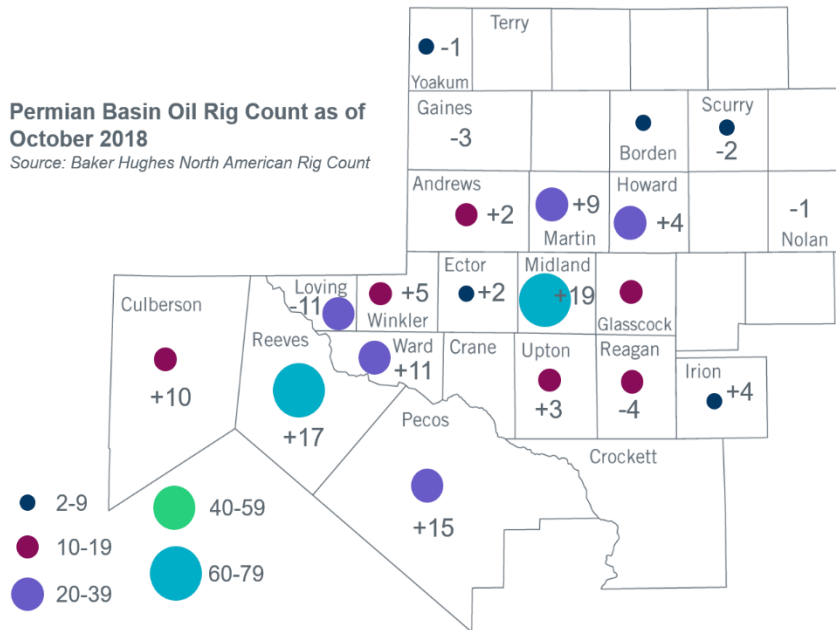 Permian Basin Oil Rig Count as of
October 2018
Source: Baker Hughes North American Rig Count
-1
Yoakum
Terry
Gaines
-3
Borden
Scurry
-2
Andrews
+2
+9
Martin
Howard
+4
-1
Nolan
Culberson
+10
Loving
-11
+5
Winkler
Ector
+2
Midland
+19
Glasscock
Reeves
+17
Ward
+11
Crane
Upton
+3
Reagan
-4
Irion
+4
Pecos
+15
Crockett
2-9
10-19
20-39
40-59
60-79